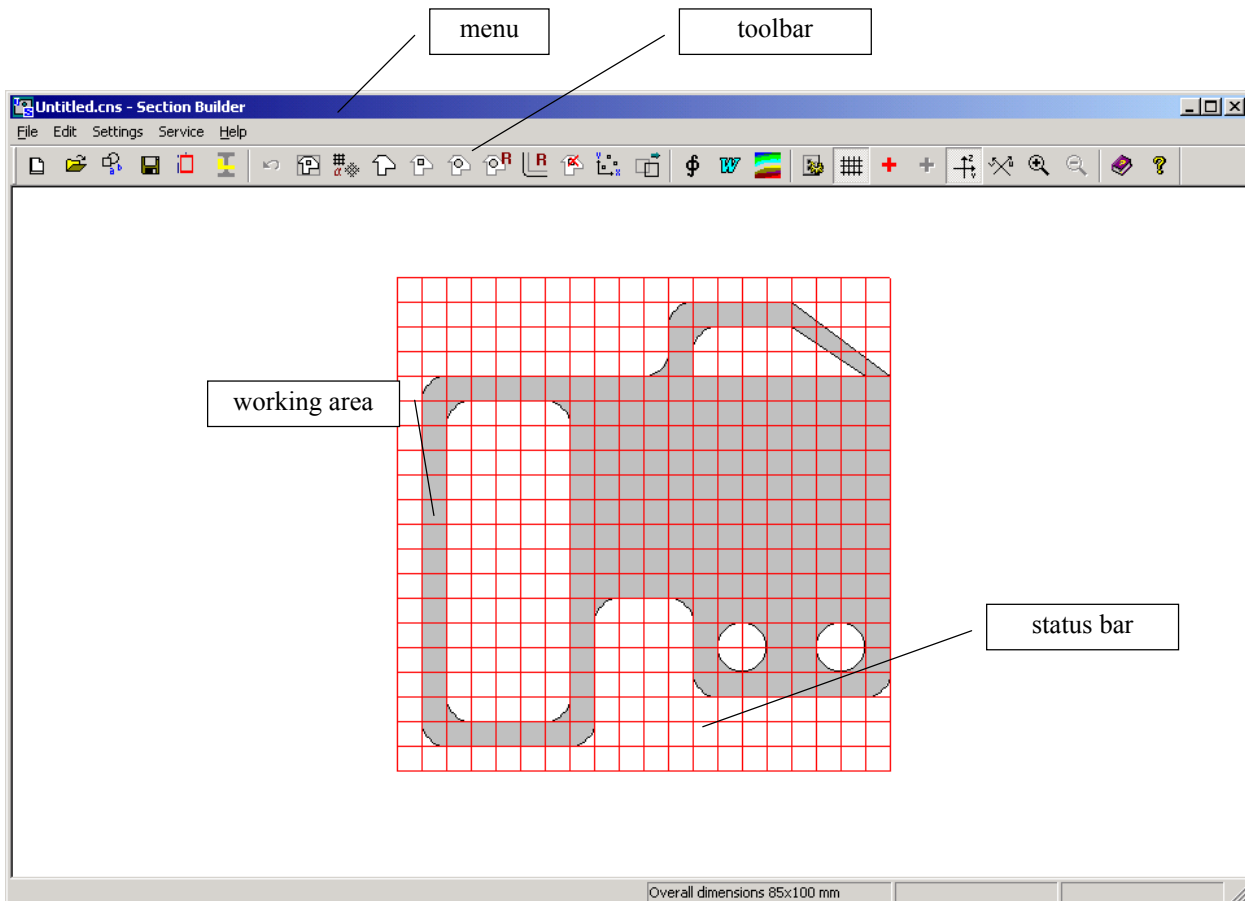 menu
toolbar
Untitled.cns - Section Builder
File Edit Settings Service Help
working area
status bar
Overall dimensions 85x100 mm